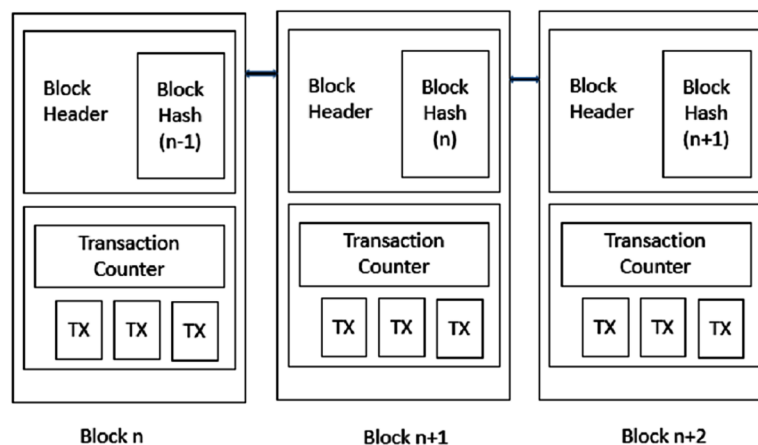 Block
Header
Block
Hash
(n-1)
Transaction
Counter
TX TX TX
Block n
Block
Header
Block
Hash
(n)
Transaction
Counter
TX TX TX
Block n+1
Block
Header
Block
Hash
(n+1)
Transaction
Counter
TX TX TX
Block n+2